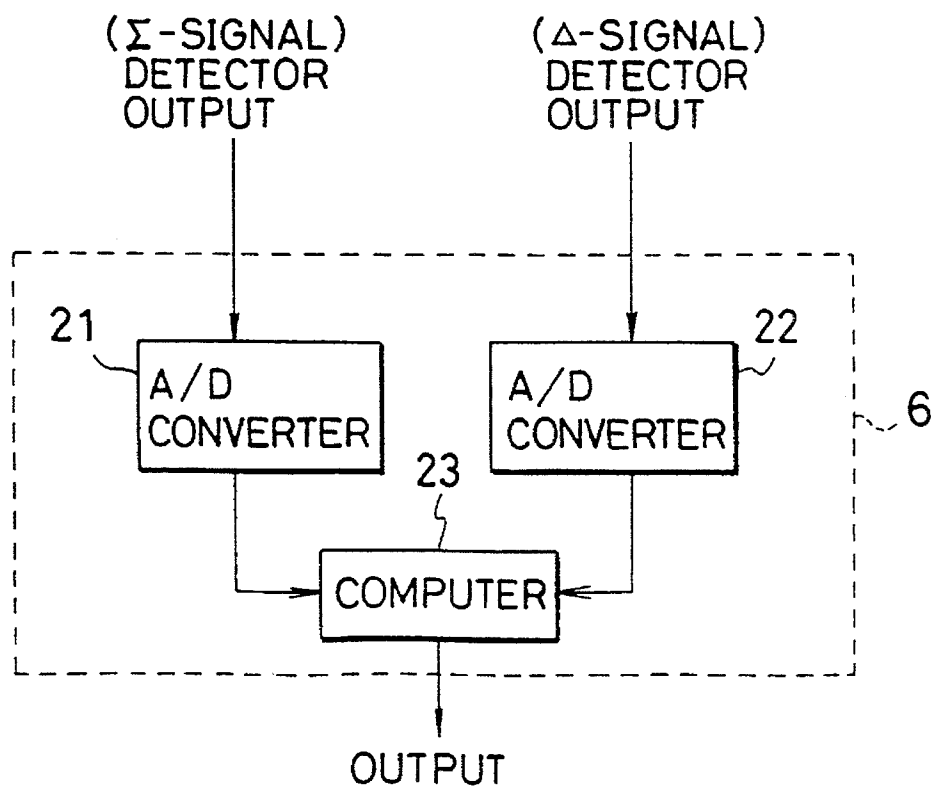 (Σ-SIGNAL)
DETECTOR
OUTPUT
(Δ-SIGNAL)
DETECTOR
OUTPUT
21
A/D
CONVERTER
22
A/D
CONVERTER
6
23
COMPUTER
OUTPUT